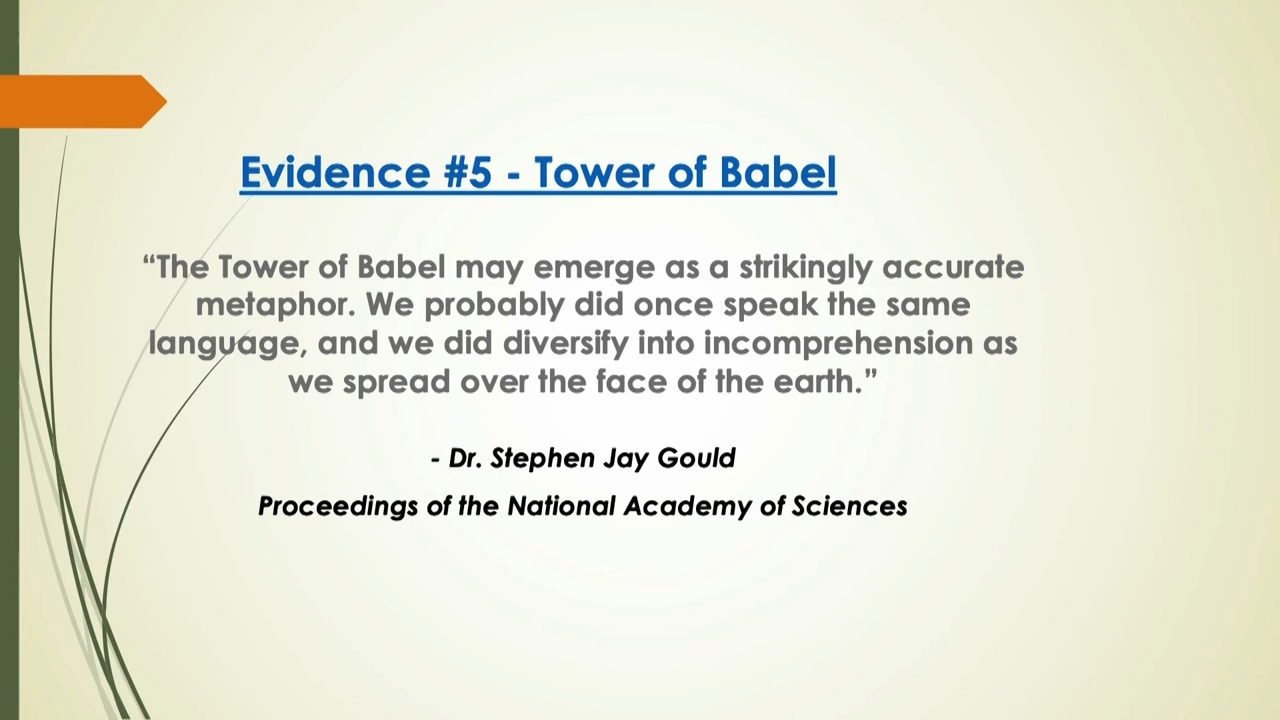 Evidence #5 - Tower of Babel
“The Tower of Babel may emerge as a strikingly accurate
metaphor. We probably did once speak the same
language, and we did diversify into incomprehension as
we spread over the face of the earth.”
- Dr. Stephen Jay Gould
Proceedings of the National Academy of Sciences